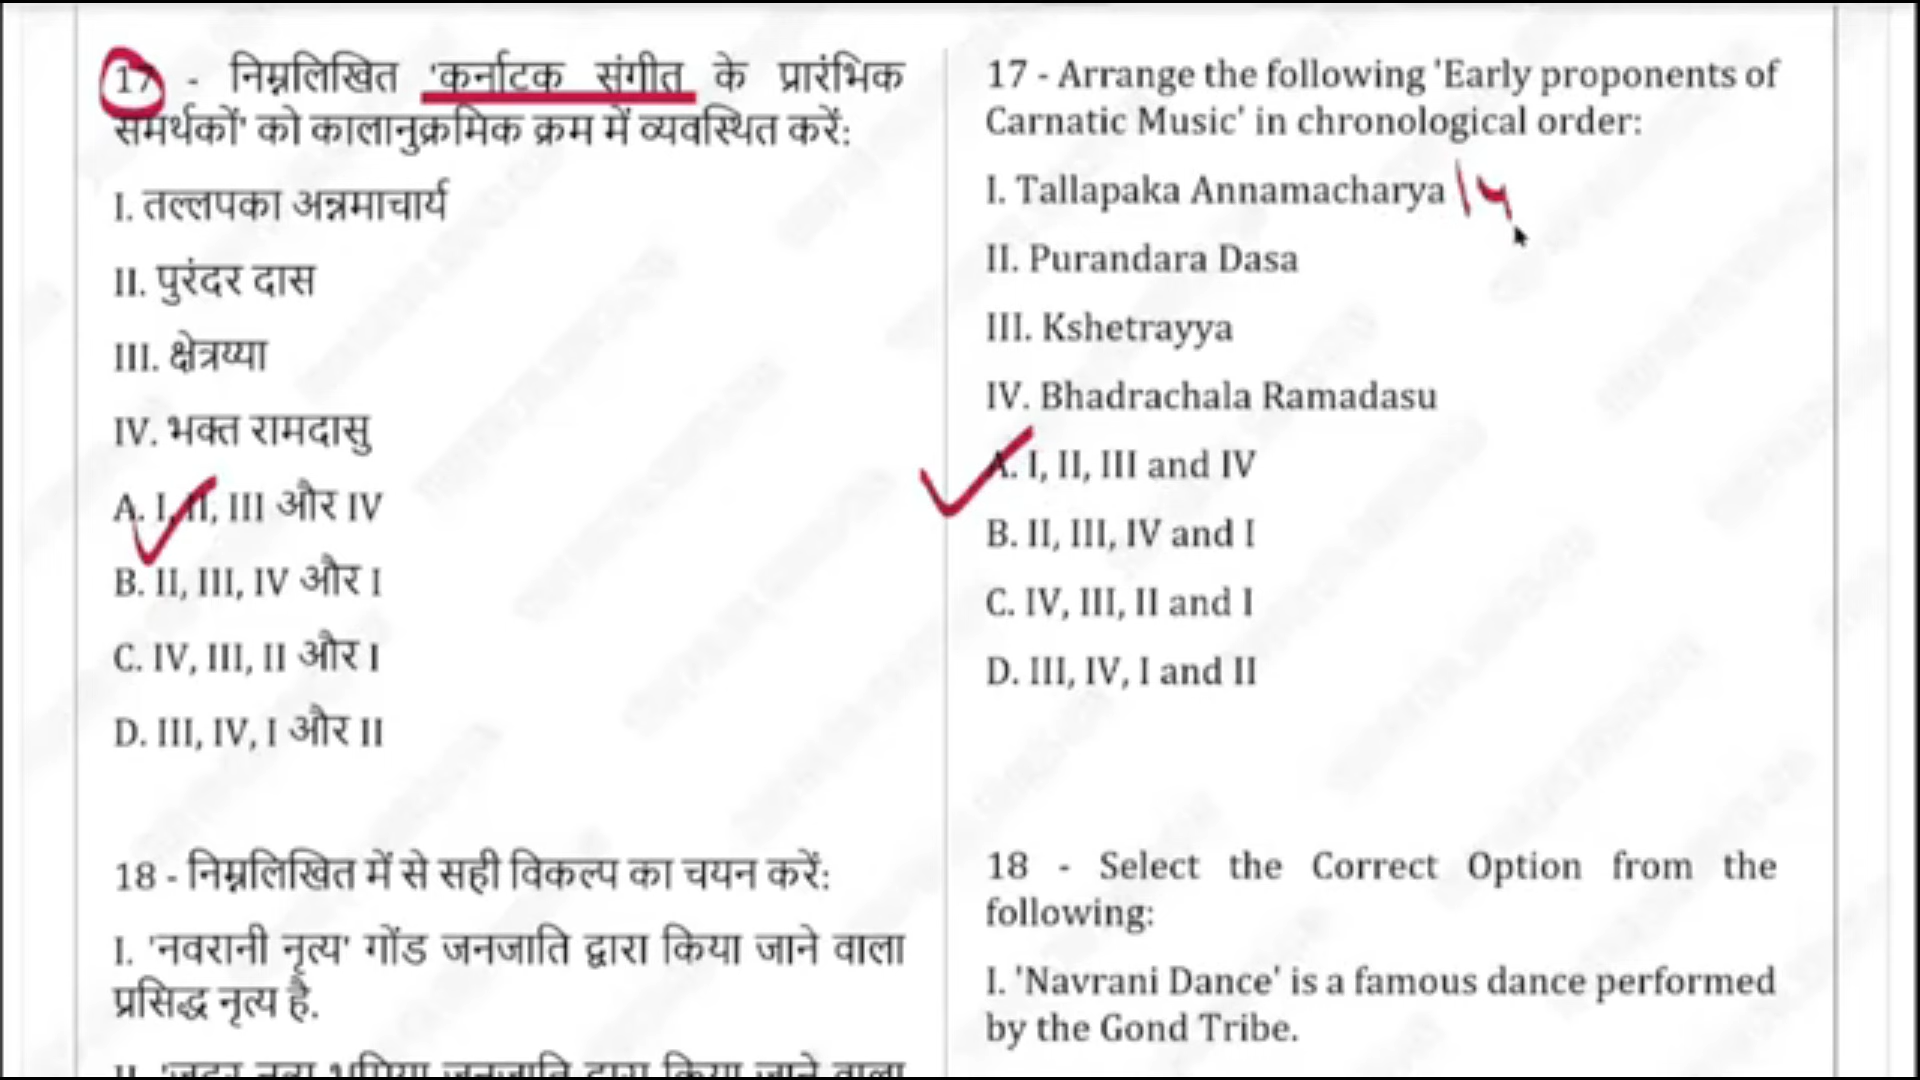 17 - निम्नलिखित 'कर्नाटक संगीत के प्रारंभिक
समर्थकों' को कालानुक्रमिक क्रम में व्यवस्थित करें:
I. तल्लपका अन्नमाचार्य
II. पुरंदर दास
III. क्षेत्रय्या
IV. भक्त रामदासु
A. I, II, III और IV
B. II, III, IV और I
C. IV, III, II और I
D. III, IV, I और II
18 - निम्नलिखित में से सही विकल्प का चयन करें:
I. 'नवरानी नृत्य' गोंड जनजाति द्वारा किया जाने वाला
प्रसिद्ध नृत्य है.
17 - Arrange the following 'Early proponents of
Carnatic Music' in chronological order:
I. Tallapaka Annamacharya 14
II. Purandara Dasa
III. Kshetrayya
IV. Bhadrachala Ramadasu
A. I, II, III and IV
B. II, III, IV and I
C. IV, III, II and I
D. III, IV, I and II
18 - Select the Correct Option from the
following:
I. 'Navrani Dance' is a famous dance performed
by the Gond Tribe.